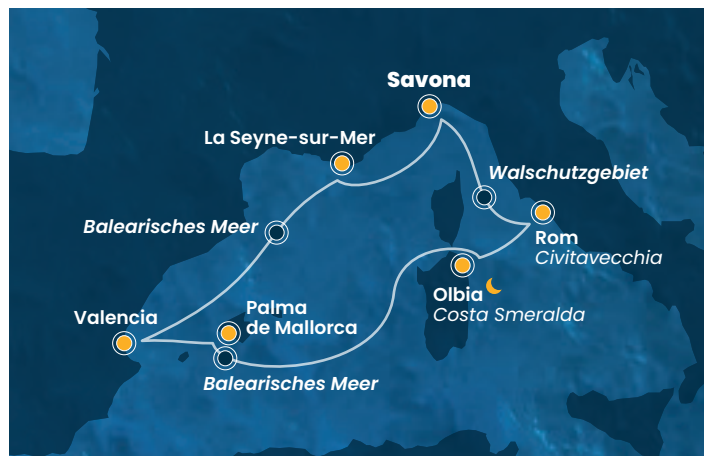 Savona
La Seyne-sur-Mer
Walschutzgebiet
Balearisches Meer
Rom
Civitavecchia
Olbia
Costa Smeralda
Palma
de Mallorca
Valencia
Balearisches Meer